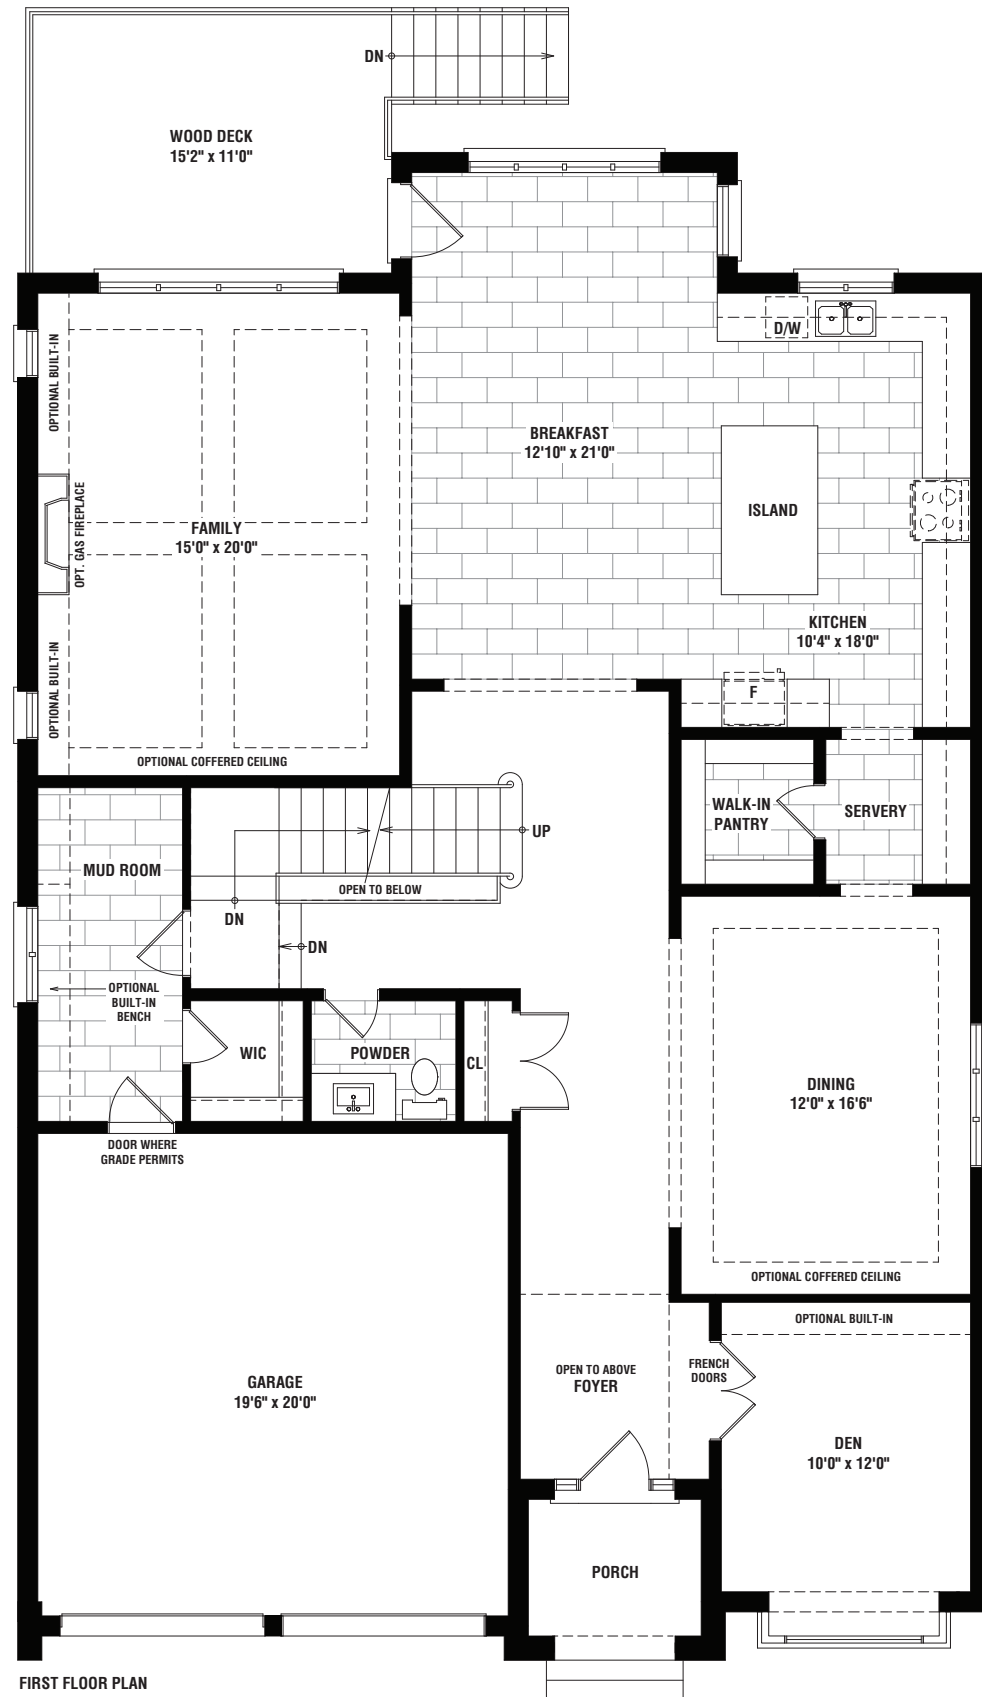 DN
WOOD DECK
15'2" x 11'0"
D/W
OPTIONAL BUILT-IN
BREAKFAST
12'10" x 21'0"
ISLAND
OPT. GAS FIREPLACE
FAMILY
15'0" x 20'0"
KITCHEN
10'4" x 18'0"
OPTIONAL BUILT-IN
F
OPTIONAL COFFERED CEILING
WALK-IN
PANTRY
SERVERY
UP
MUD ROOM
OPEN TO BELOW
DN
DN
OPTIONAL
BUILT-IN
BENCH
WIC
POWDER
CL
DINING
12'0" x 16'6"
DOOR WHERE
GRADE PERMITS
OPTIONAL COFFERED CEILING
OPTIONAL BUILT-IN
OPEN TO ABOVE
FOYER
FRENCH
DOORS
GARAGE
19'6" x 20'0"
DEN
10'0" x 12'0"
PORCH
FIRST FLOOR PLAN